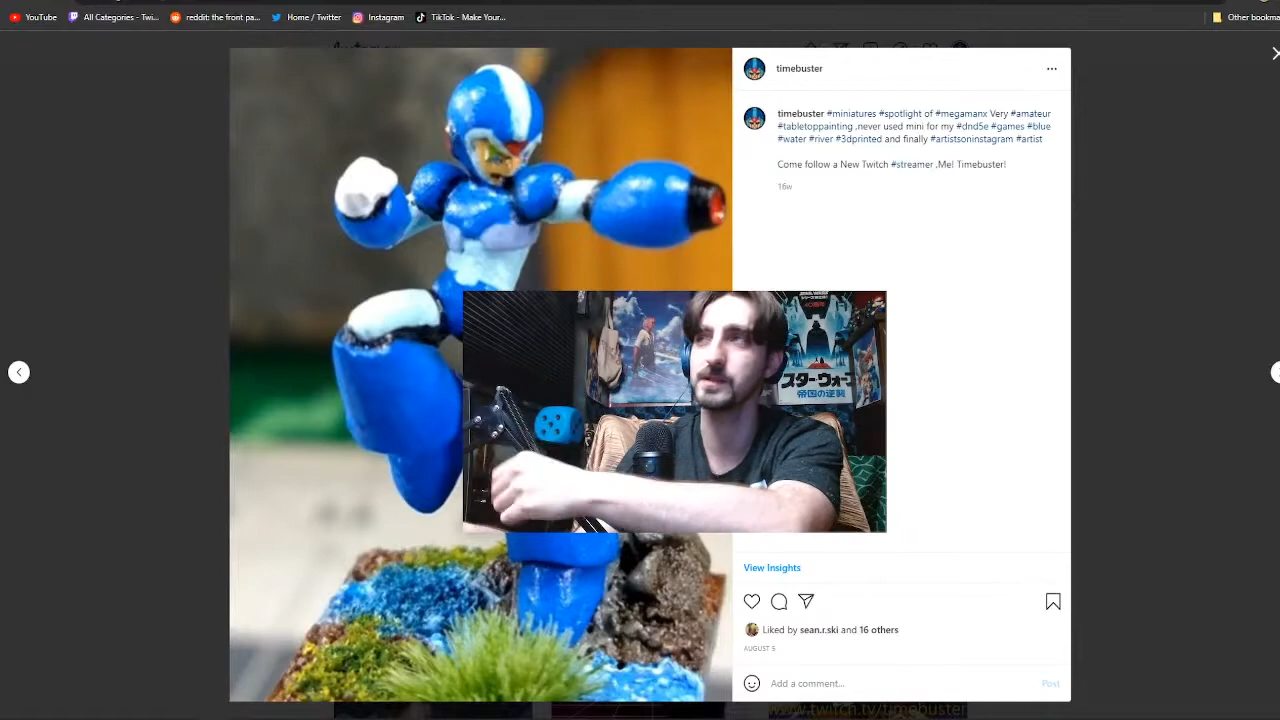 YouTube
All Categories - Twi...
reddit: the front pa...
Home / Twitter
Instagram
TikTok - Make Your...
Other bookma
timebuster
timebuster #miniatures #spotlight of #megamanx Very #amateur
#tabletoppainting ,never used mini for my #dnd5e #games #blue
#water #river #3dprinted and finally #artistsoninstagram #artist
Come follow a New Twitch #streamer ,Me! Timebuster!
16w
スター・ウォー
帝国の逆襲
View Insights
Liked by sean.r.ski and 16 others
AUGUST 5
Add a comment...
Post
www.twitch.tv/timebuster